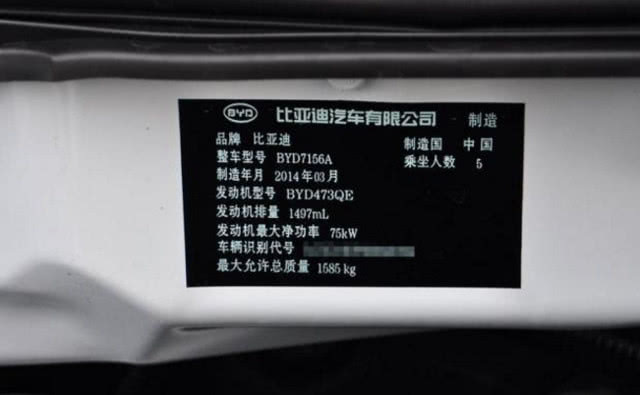 BYD 比亚迪汽车有限公司 制造
品牌 比亚迪 制造国 中国
整车型号 BYD7156A 乘坐人数 5
制造年月 2014年03月
发动机型号 BYD473QE
发动机排量 1497mL
发动机最大净功率 75kW
车辆识别代号
最大允许总质量 1585kg